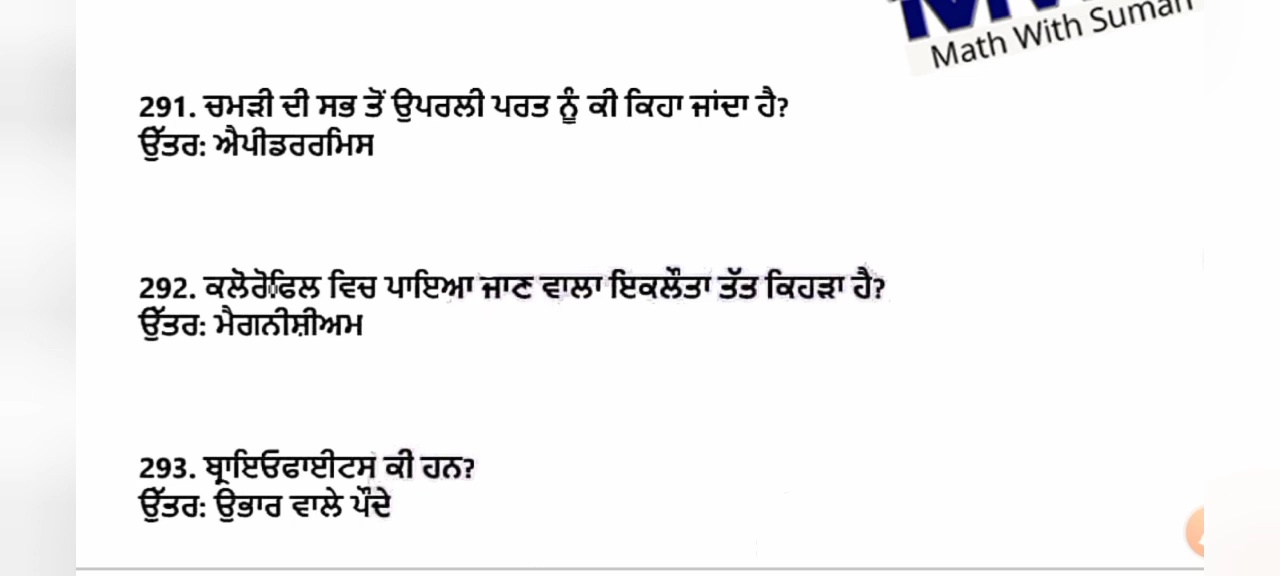 Math With Suman
291. ਚਮੜੀ ਦੀ ਸਭ ਤੋਂ ਉਪਰਲੀ ਪਰਤ ਨੂੰ ਕੀ ਕਿਹਾ ਜਾਂਦਾ ਹੈ?
ਉੱਤਰ: ਐਪੀਡਰਰਮਿਸ
292. ਕਲੋਰੋਫਿਲ ਵਿਚ ਪਾਇਆ ਜਾਣ ਵਾਲਾ ਇਕਲੌਤਾ ਤੱਤ ਕਿਹੜਾ ਹੈ?
ਉੱਤਰ: ਮੈਗਨੀਸ਼ੀਅਮ
293. ਬ੍ਰਾਇਓਫਾਈਟਸ ਕੀ ਹਨ?
ਉੱਤਰ: ਉਭਾਰ ਵਾਲੇ ਪੌਦੇ